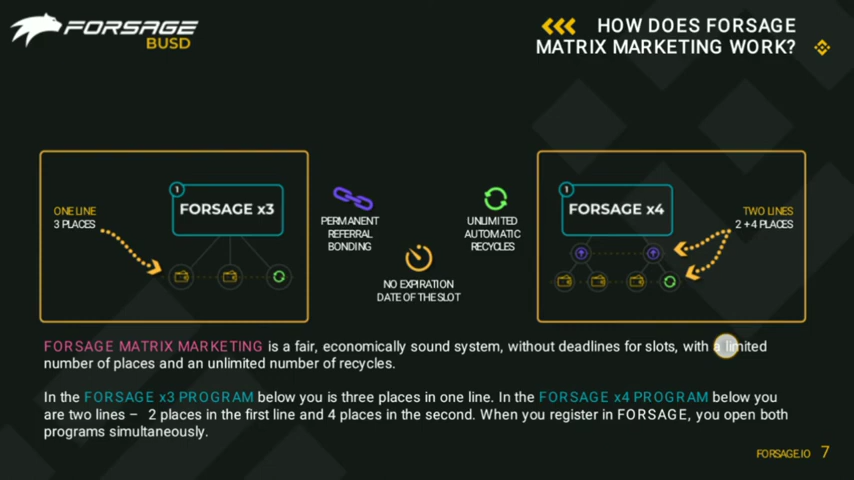 FORSAGE
BUSD
HOW DOES FORSAGE
MATRIX MARKETING WORK?
ONE LINE
3 PLACES
1
FORSAGE x3
PERMANENT
REFERRAL
BONDING
NO EXPIRATION
DATE OF THE SLOT
UNLIMITED
AUTOMATIC
RECYCLES
1
FORSAGE x4
TWO LINES
2 + 4 PLACES
FORSAGE MATRIX MARKETING is a fair, economically sound system, without deadlines for slots, with a limited
number of places and an unlimited number of recycles.
In the FORSAGE x3 PROGRAM below you is three places in one line. In the FORSAGE x4 PROGRAM below you
are two lines – 2 places in the first line and 4 places in the second. When you register in FORSAGE, you open both
programs simultaneously.
FORSAGE.IO 7